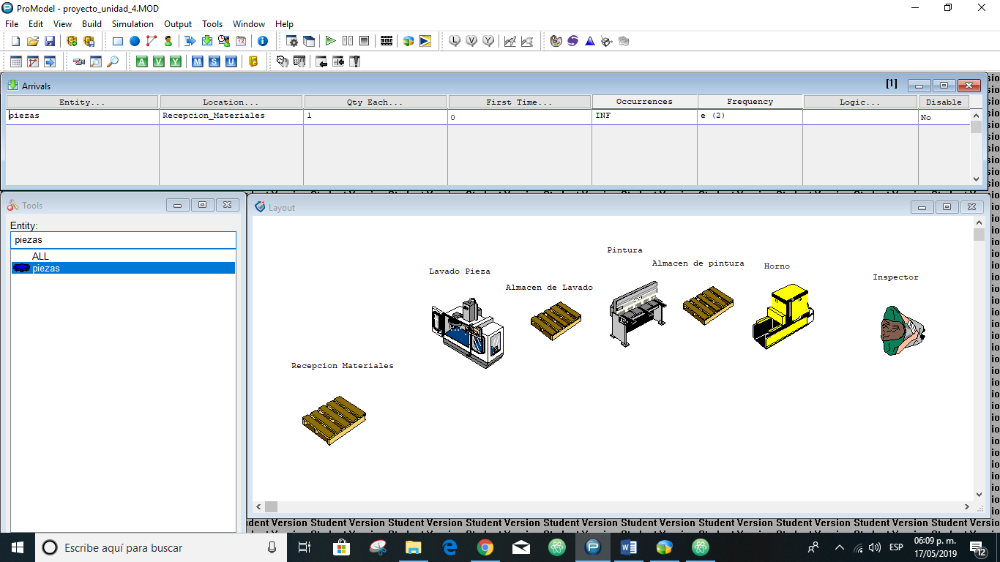 ProModel - proyecto_unidad_4.MOD
File Edit View Build Simulation Output Tools Window Help
Arrivals [1]
Entity... Location... Qty Each... First Time... Occurrences Frequency Logic... Disable
piezas Recepcion_Materiales 1 0 INF e (2) No
Tools
Entity:
piezas
ALL
piezas
Layout
Pintura
Almacen de pintura
Horno
Lavado Pieza
Inspector
Almacen de Lavado
Recepcion Materiales
Student Version Student Version Student Version Student Version Student Version Student Version Student Version Student Version Student Version
Escribe aquí para buscar
ESP
06:09 p. m.
17/05/2019
12